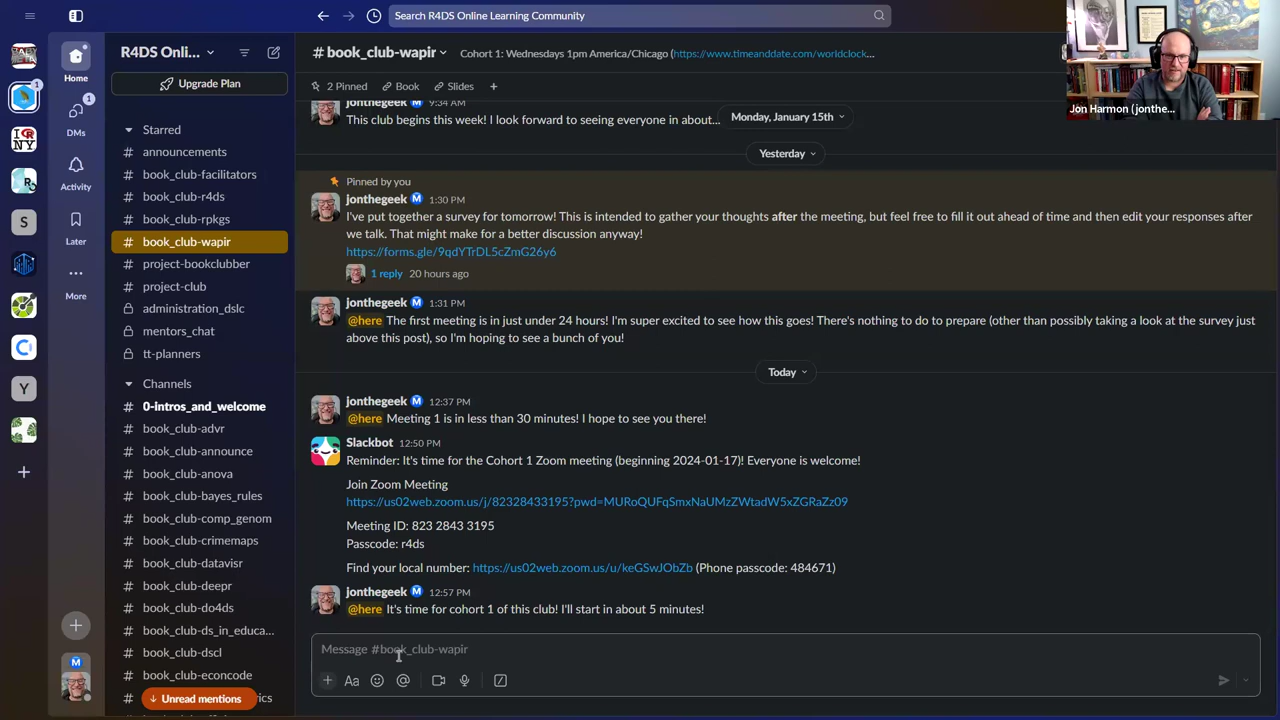 Search R4DS Online Learning Community
Jon Harmon (jonthe...
R4DS Onli...
Upgrade Plan
Home
DMs
1
1
Activity
Later
More
S
Y
Starred
# announcements
# book_club-facilitators
# book_club-r4ds
# book_club-rpkgs
# book_club-wapir
# project-bookclubber
# project-club
administration_dslc
mentors_chat
tt-planners
Channels
# 0-intros_and_welcome
# book_club-advr
# book_club-announce
# book_club-anova
# book_club-bayes_rules
# book_club-comp_genom
# book_club-crimemaps
# book_club-datavisr
# book_club-deepr
# book_club-do4ds
# book_club-ds_in_educa...
# book_club-dscl
# book_club-econcode
Unread mentions
rics
# book_club-wapir
Cohort 1: Wednesdays 1pm America/Chicago (https://www.timeanddate.com/worldclock...
2 Pinned Book Slides +
jonthegeek 9:34 AM
This club begins this week! I look forward to seeing everyone in about...
Monday, January 15th
Yesterday
Pinned by you
jonthegeek M 1:30 PM
I've put together a survey for tomorrow! This is intended to gather your thoughts after the meeting, but feel free to fill it out ahead of time and then edit your responses after
we talk. That might make for a better discussion anyway!
https://forms.gle/9qdYTrDL5cZmG26y6
1 reply 20 hours ago
jonthegeek M 1:31 PM
@here The first meeting is in just under 24 hours! I'm super excited to see how this goes! There's nothing to do to prepare (other than possibly taking a look at the survey just
above this post), so I'm hoping to see a bunch of you!
Today
jonthegeek M 12:37 PM
@here Meeting 1 is in less than 30 minutes! I hope to see you there!
Slackbot 12:50 PM
Reminder: It's time for the Cohort 1 Zoom meeting (beginning 2024-01-17)! Everyone is welcome!
Join Zoom Meeting
https://us02web.zoom.us/j/82328433195?pwd=MURoQUFqSmxNaUMzZWtadW5xZGRaZz09
Meeting ID: 823 2843 3195
Passcode: r4ds
Find your local number: https://us02web.zoom.us/u/keGSwJObZb (Phone passcode: 484671)
jonthegeek M 12:57 PM
@here It's time for cohort 1 of this club! I'll start in about 5 minutes!
Message #book_club-wapir
Aa
M